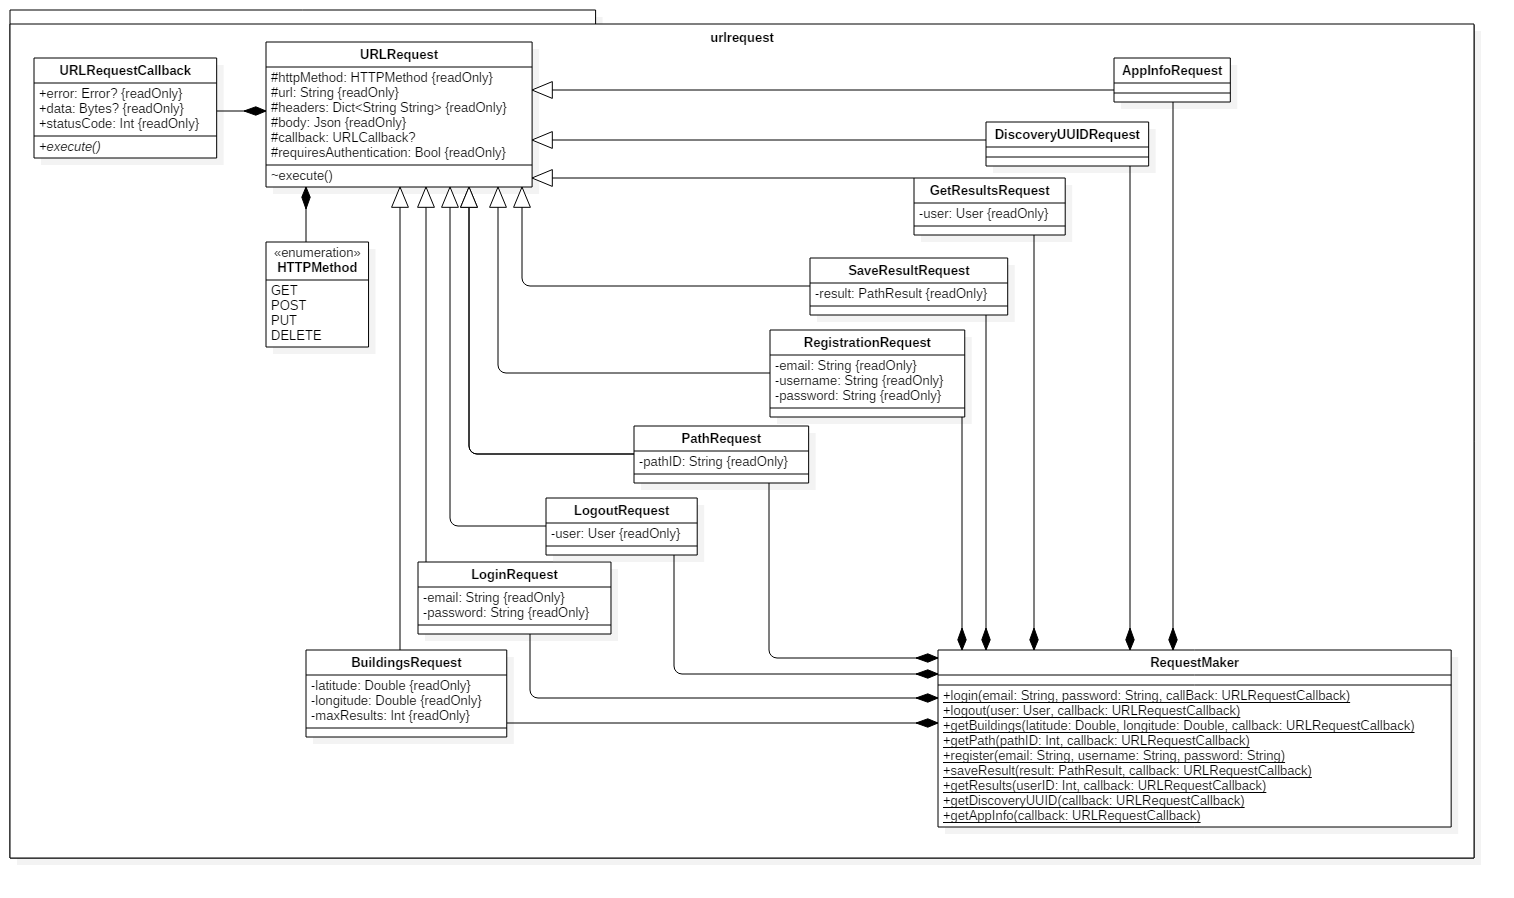 urlrequest
URLRequestCallback
+error: Error? {readOnly}
+data: Bytes? {readOnly}
+statusCode: Int {readOnly}
+execute()
URLRequest
#httpMethod: HTTPMethod {readOnly}
#url: String {readOnly}
#headers: Dict<String String> {readOnly}
#body: Json {readOnly}
#callback: URLCallback?
#requiresAuthentication: Bool {readOnly}
~execute()
«enumeration»
HTTPMethod
GET
POST
PUT
DELETE
AppInfoRequest
DiscoveryUUIDRequest
GetResultsRequest
-user: User {readOnly}
SaveResultRequest
-result: PathResult {readOnly}
RegistrationRequest
-email: String {readOnly}
-username: String {readOnly}
-password: String {readOnly}
PathRequest
-pathID: String {readOnly}
LogoutRequest
-user: User {readOnly}
LoginRequest
-email: String {readOnly}
-password: String {readOnly}
BuildingsRequest
-latitude: Double {readOnly}
-longitude: Double {readOnly}
-maxResults: Int {readOnly}
RequestMaker
+login(email: String, password: String, callBack: URLRequestCallback)
+logout(user: User, callback: URLRequestCallback)
+getBuildings(latitude: Double, longitude: Double, callback: URLRequestCallback)
+getPath(pathID: Int, callback: URLRequestCallback)
+register(email: String, username: String, password: String)
+saveResult(result: PathResult, callback: URLRequestCallback)
+getResults(userID: Int, callback: URLRequestCallback)
+getDiscoveryUUID(callback: URLRequestCallback)
+getAppInfo(callback: URLRequestCallback)